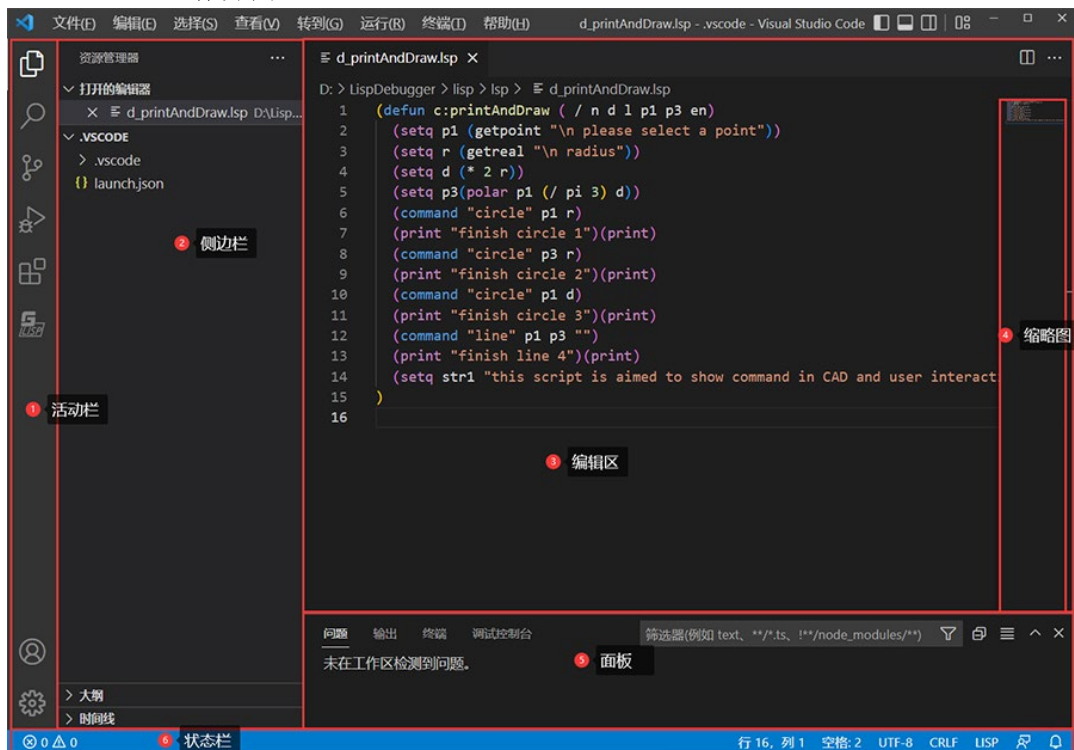 文件(F) 编辑(E) 选择(S) 查看(V) 转到(G) 运行(R) 终端(T) 帮助(H) d_printAndDraw.lsp - .vscode - Visual Studio Code
资源管理器 ···
打开的编辑器
d_printAndDraw.lsp D:\Lisp...
.VSCODE
.vscode
{} launch.json
2 侧边栏
GLISP
1 活动栏
大纲
时间线
d_printAndDraw.lsp
D: > LispDebugger > lisp > lsp > d_printAndDraw.lsp
1 (defun c:printAndDraw ( / n d l p1 p3 en)
2 (setq p1 (getpoint "\n please select a point"))
3 (setq r (getreal "\n radius"))
4 (setq d (* 2 r))
5 (setq p3(polar p1 (/ pi 3) d))
6 (command "circle" p1 r)
7 (print "finish circle 1")(print)
8 (command "circle" p3 r)
9 (print "finish circle 2")(print)
10 (command "circle" p1 d)
11 (print "finish circle 3")(print)
12 (command "line" p1 p3 "")
13 (print "finish line 4")(print)
14 (setq str1 "this script is aimed to show command in CAD and user interact
15 )
16
3 编辑区
4 缩略图
问题 输出 终端 调试控制台 筛选器(例如 text、**/*.ts、!**/node_modules/**)
未在工作区检测到问题。
5 面板
0 0 6 状态栏 行 16，列 1 空格: 2 UTF-8 CRLF LISP